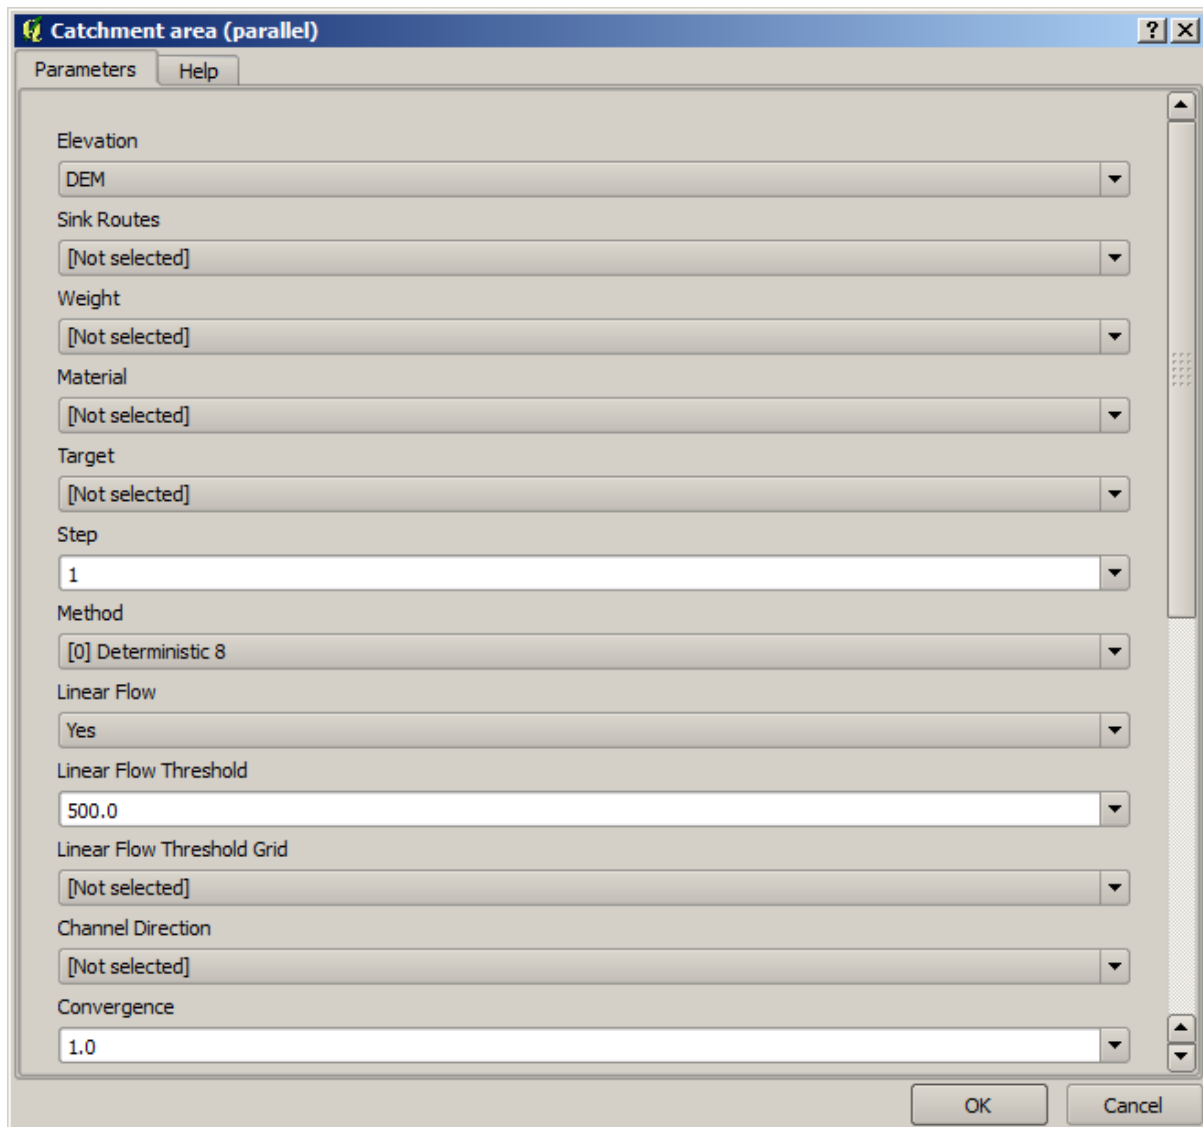 Catchment area (parallel)
Parameters Help
Elevation
DEM
Sink Routes
[Not selected]
Weight
[Not selected]
Material
[Not selected]
Target
[Not selected]
Step
1
Method
[0] Deterministic 8
Linear Flow
Yes
Linear Flow Threshold
500.0
Linear Flow Threshold Grid
[Not selected]
Channel Direction
[Not selected]
Convergence
1.0
OK Cancel